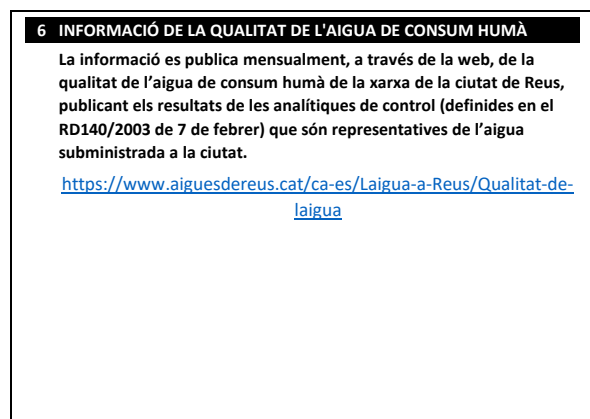 6 INFORMACIÓ DE LA QUALITAT DE L'AIGUA DE CONSUM HUMÀ
La informació es publica mensualment, a través de la web, de la
qualitat de l’aigua de consum humà de la xarxa de la ciutat de Reus,
publicant els resultats de les analítiques de control (definides en el
RD140/2003 de 7 de febrer) que són representatives de l’aigua
subministrada a la ciutat.
https://www.aiguesdereus.cat/ca-es/Laigua-a-Reus/Qualitat-de-
laigua